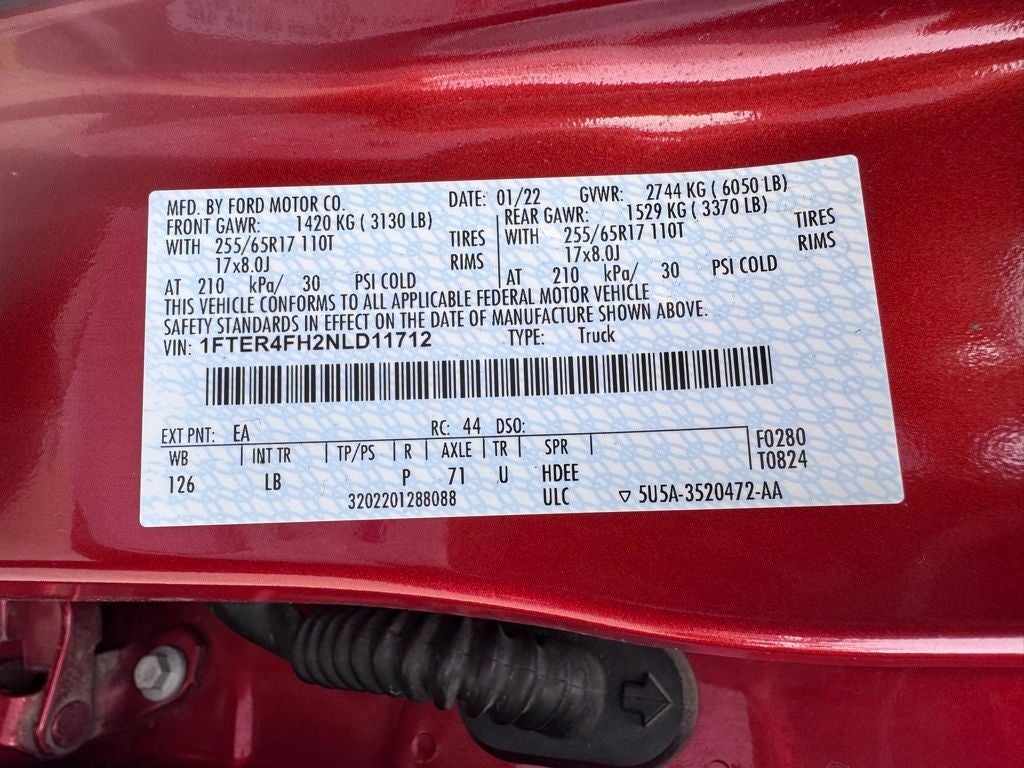 MFD. BY FORD MOTOR CO. DATE: 01/22 GVWR: 2744 KG ( 6050 LB)
FRONT GAWR: 1420 KG ( 3130 LB) REAR GAWR: 1529 KG ( 3370 LB)
WITH 255/65R17 110T TIRES WITH 255/65R17 110T TIRES
17x8.0J RIMS 17x8.0J RIMS
AT 210 kPa/ 30 PSI COLD AT 210 kPa/ 30 PSI COLD
THIS VEHICLE CONFORMS TO ALL APPLICABLE FEDERAL MOTOR VEHICLE
SAFETY STANDARDS IN EFFECT ON THE DATE OF MANUFACTURE SHOWN ABOVE.
VIN: 1FTER4FH2NLD11712 TYPE: Truck
EXT PNT: EA RC: 44 DSO:
WB INT TR TP/PS R AXLE TR SPR F0280
126 LB P 71 U HDEE T0824
3202201288088 ULC ▽ 5U5A-3520472-AA